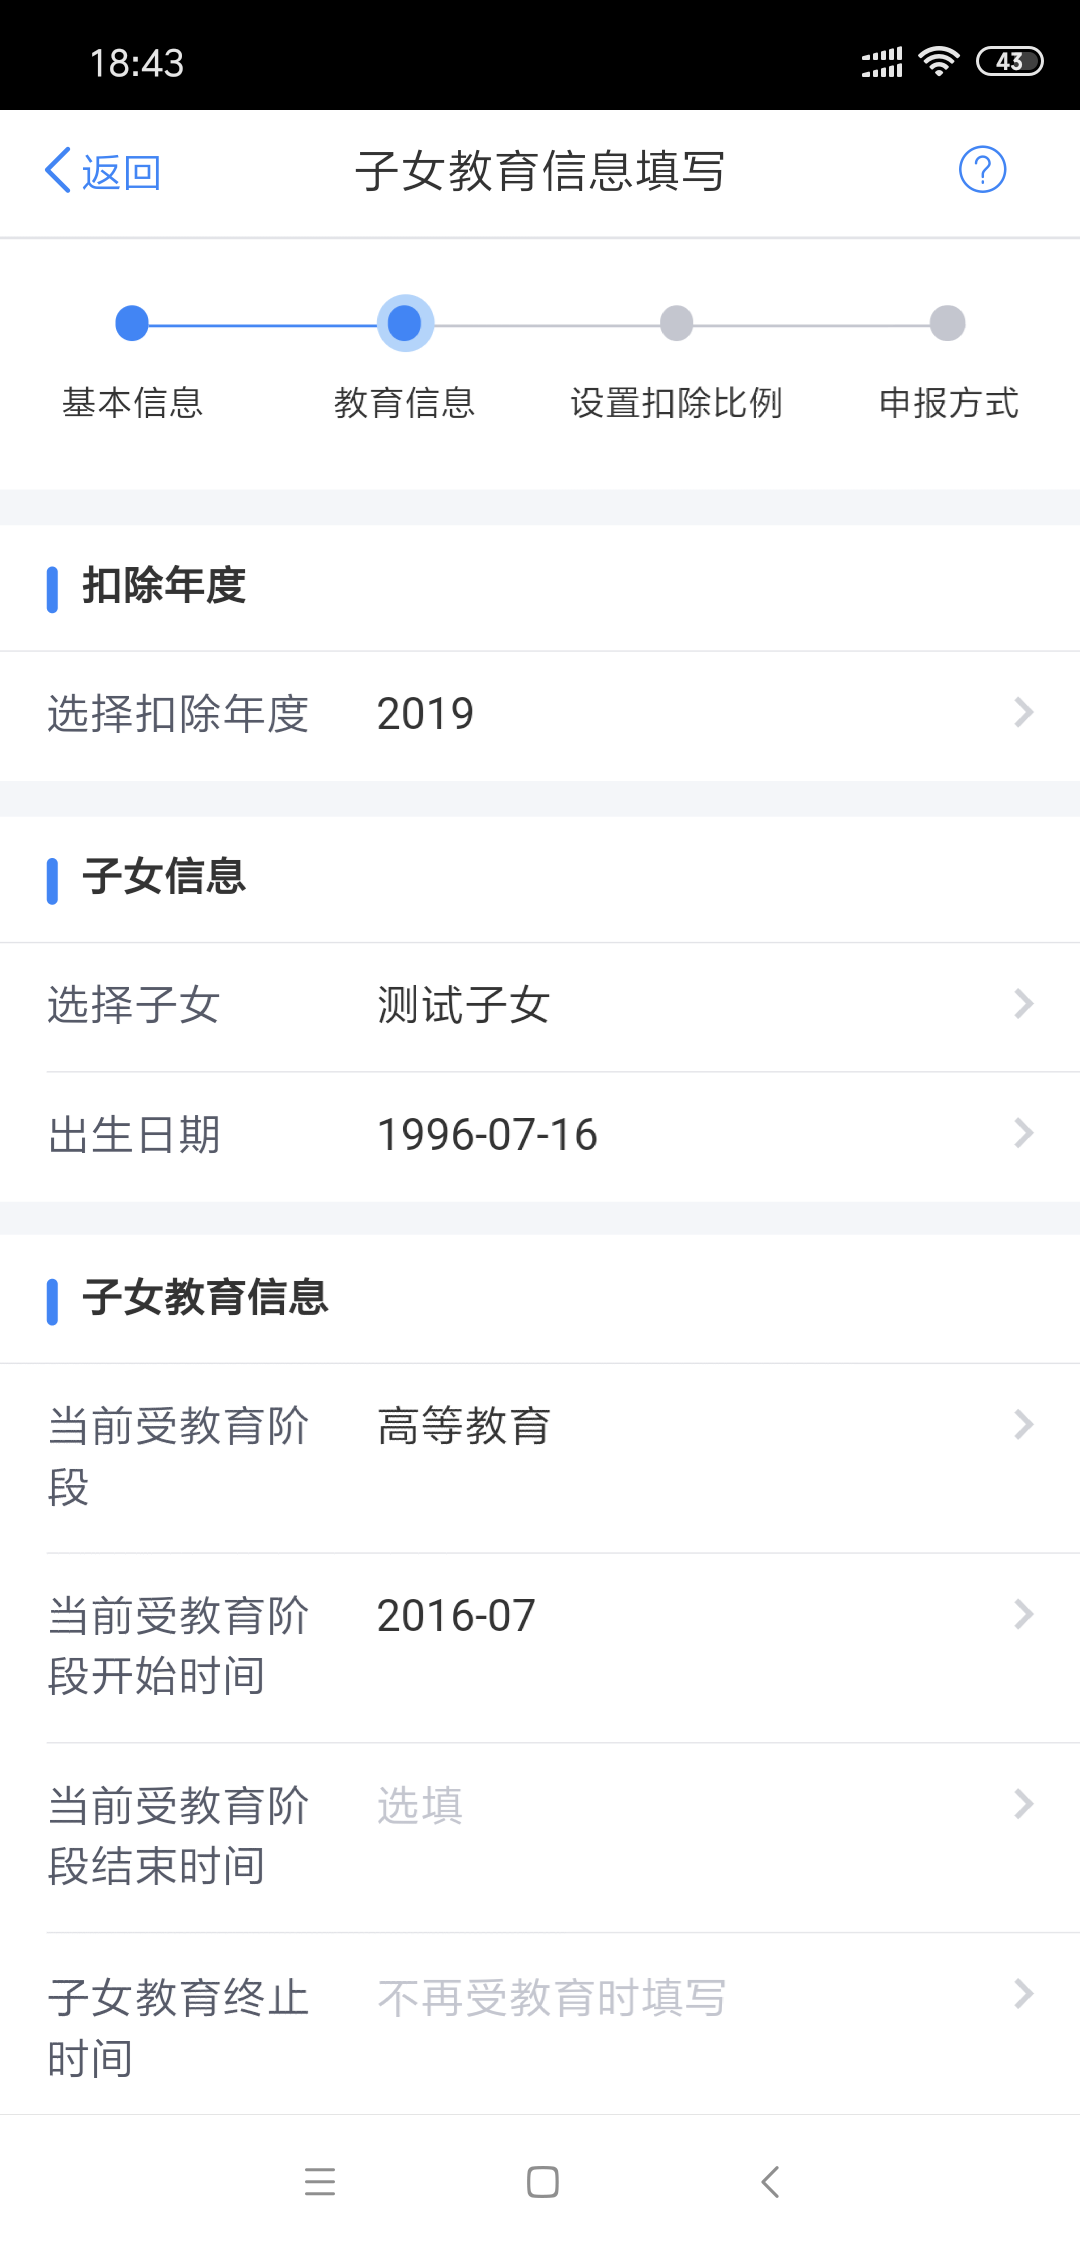 18:43
43
返回
子女教育信息填写
?
基本信息
教育信息
设置扣除比例
申报方式
扣除年度
选择扣除年度 2019
子女信息
选择子女 测试子女
出生日期 1996-07-16
子女教育信息
当前受教育阶 高等教育
段
当前受教育阶 2016-07
段开始时间
当前受教育阶 选填
段结束时间
子女教育终止 不再受教育时填写
时间